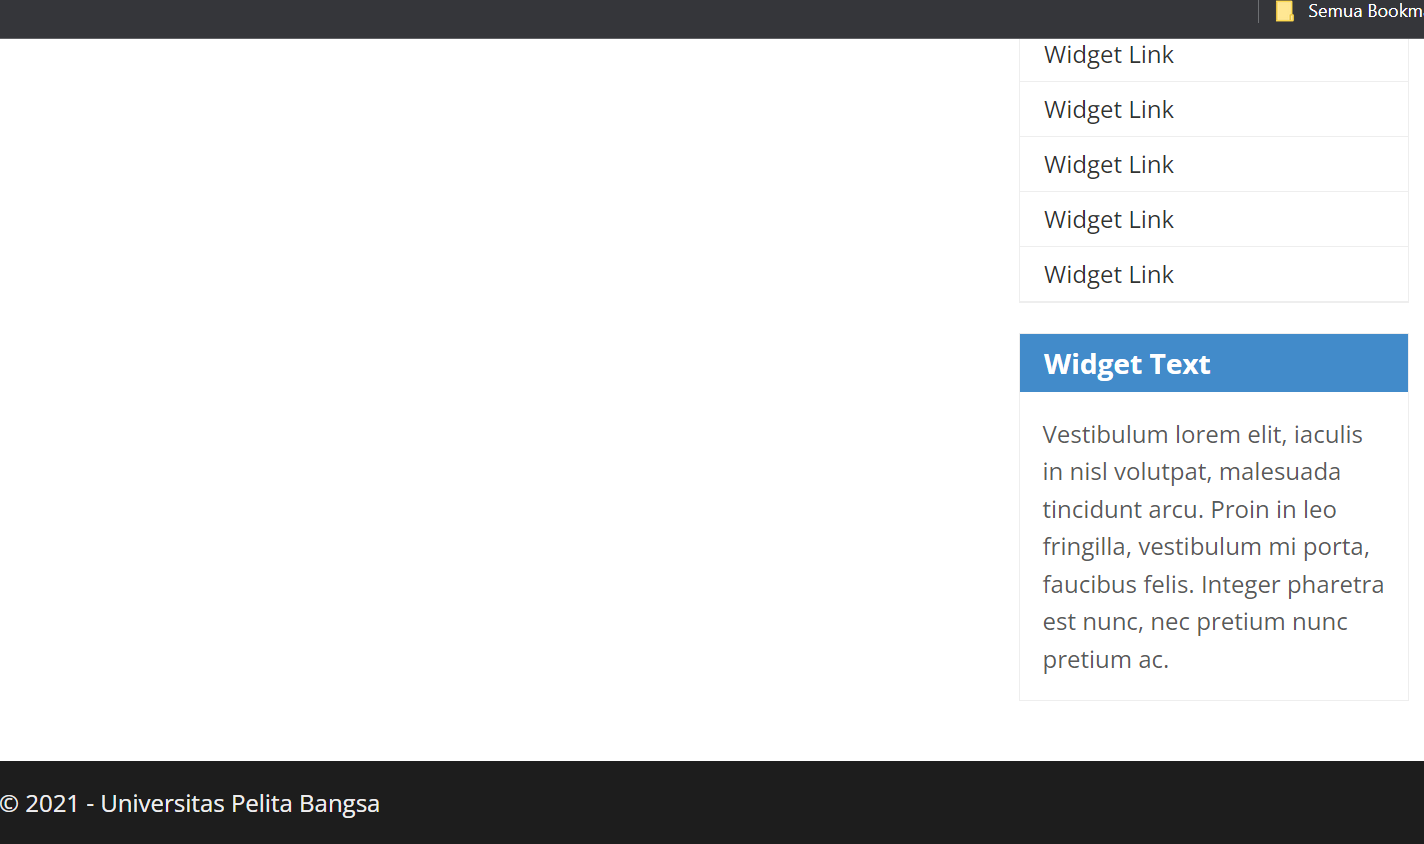 Semua Bookm
Widget Link
Widget Link
Widget Link
Widget Link
Widget Link
Widget Text
Vestibulum lorem elit, iaculis
in nisl volutpat, malesuada
tincidunt arcu. Proin in leo
fringilla, vestibulum mi porta,
faucibus felis. Integer pharetra
est nunc, nec pretium nunc
pretium ac.
© 2021 - Universitas Pelita Bangsa